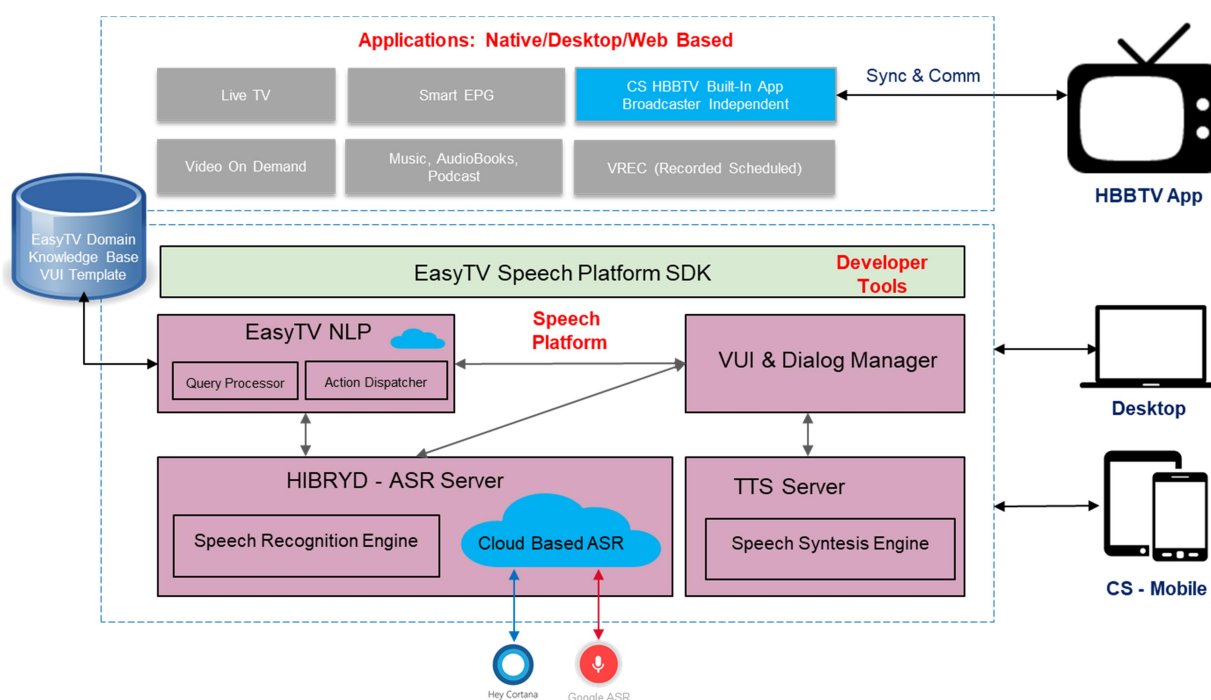 Applications: Native/Desktop/Web Based
Live TV
Smart EPG
CS HBBTV Built-In App
Broadcaster Independent
Sync & Comm
Video On Demand
Music, AudioBooks,
Podcast
VREC (Recorded Scheduled)
HBBTV App
EasyTV Domain
Knowledge Base
VUI Template
EasyTV Speech Platform SDK
Developer
Tools
EasyTV NLP
Query Processor
Action Dispatcher
Speech
Platform
VUI & Dialog Manager
Desktop
HIBRYD - ASR Server
Speech Recognition Engine
Cloud Based ASR
TTS Server
Speech Syntesis Engine
CS - Mobile
Hey Cortana
Google ASR